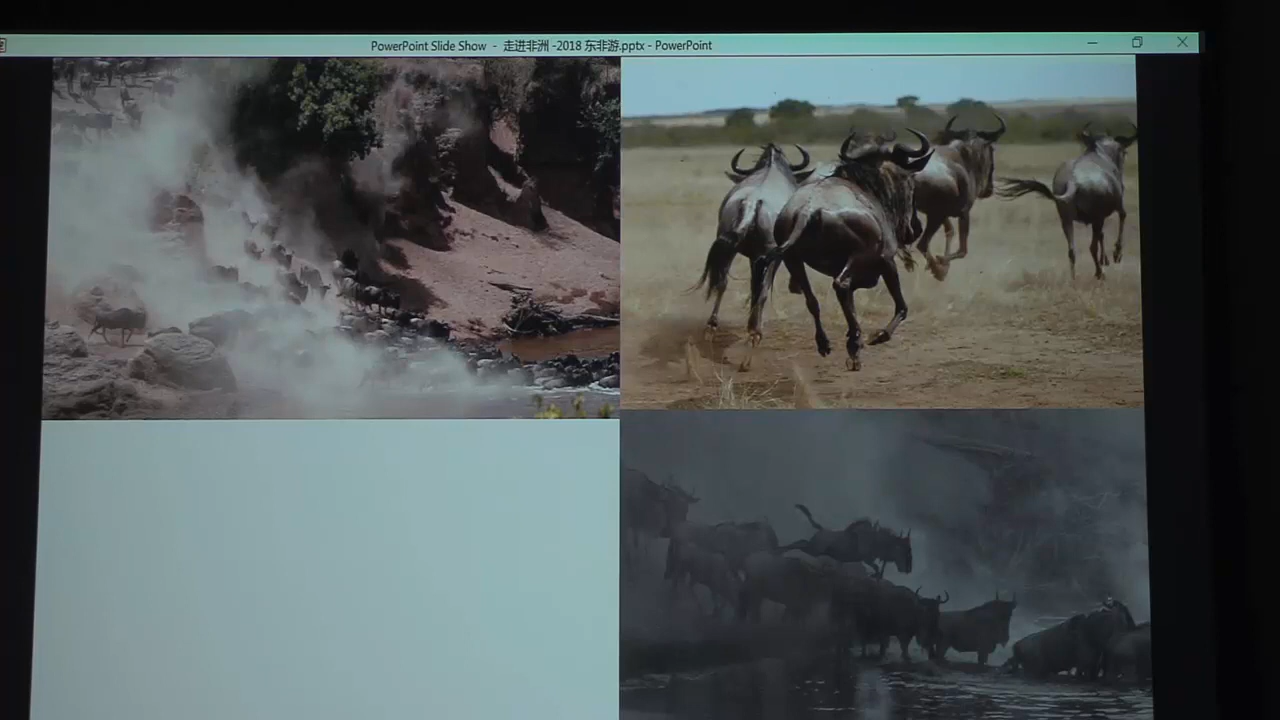 PowerPoint Slide Show - 走进非洲 -2018 东非游.pptx - PowerPoint